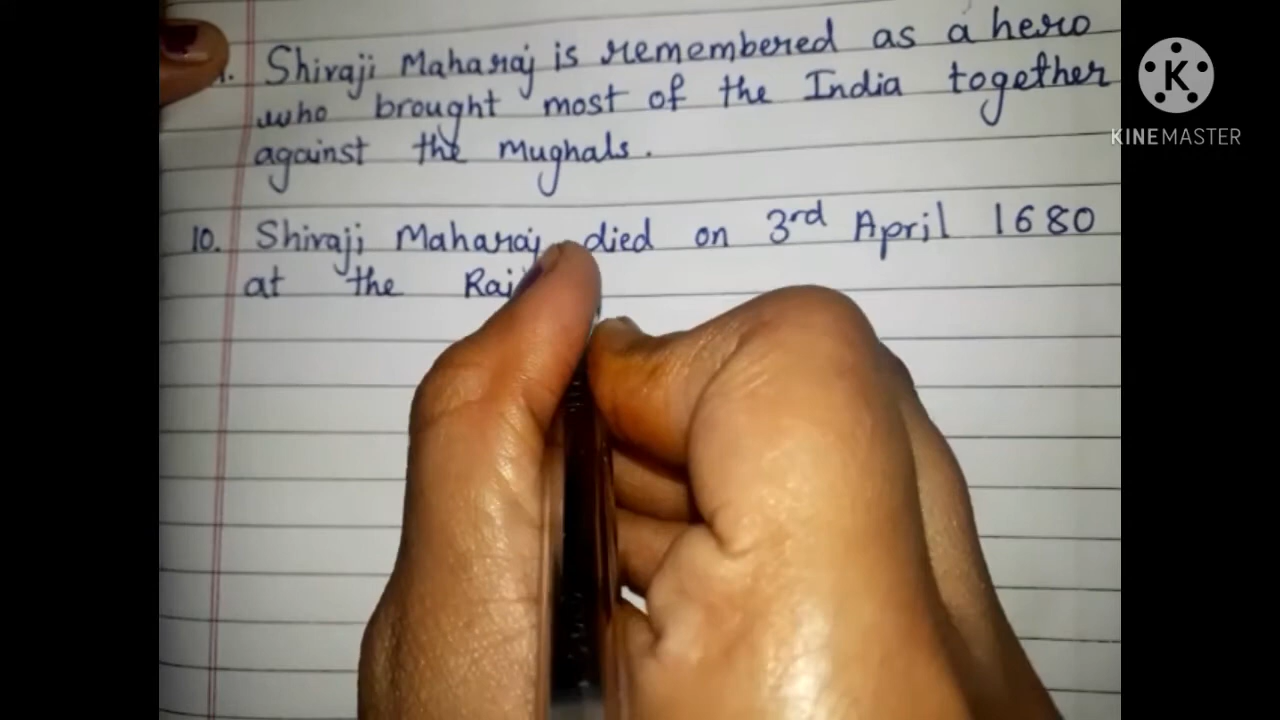 Shivaji Maharaj is remembered as a hero
who brought most of the India together
against the Mughals.
10. Shivaji Maharaj died on 3rd April 1680
at the
K
KINEMASTER